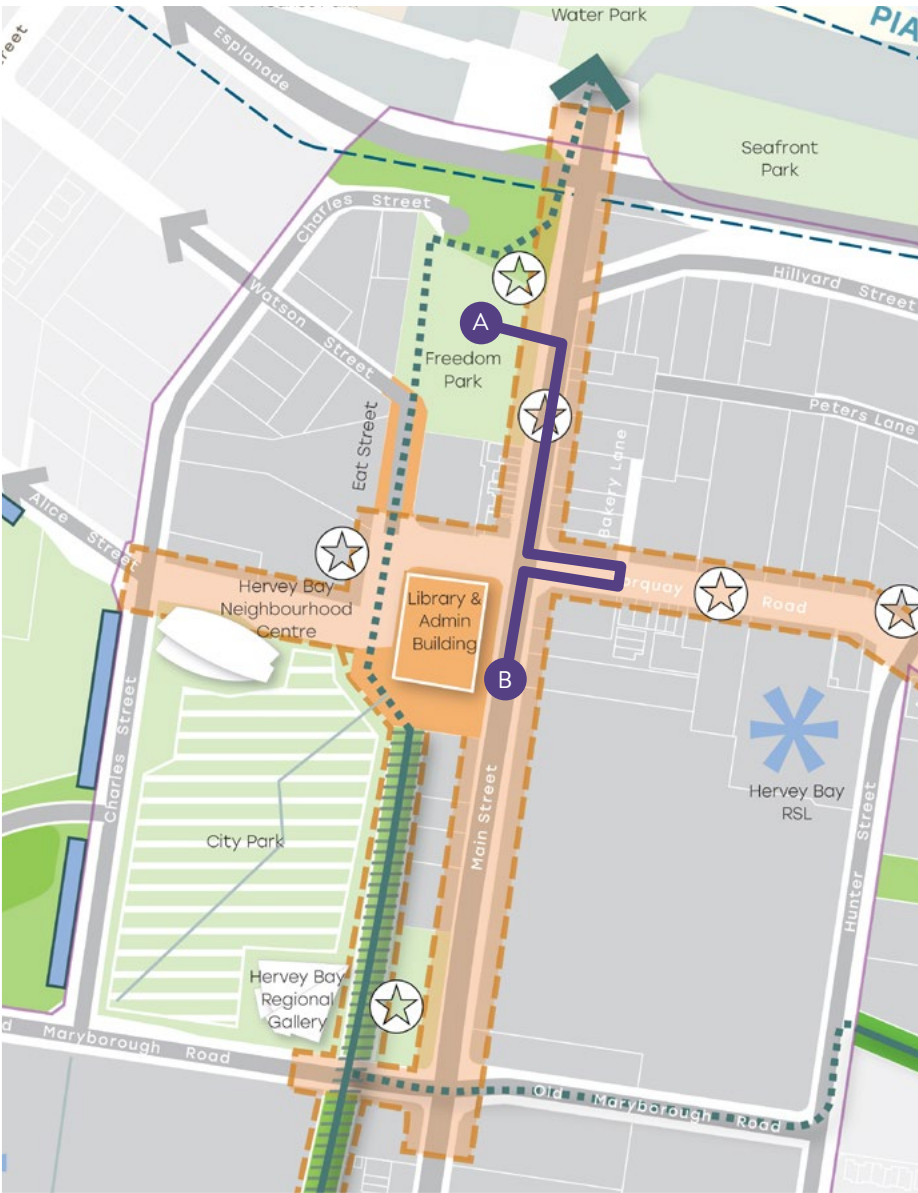 Water Park
PIA
Esplanade
Seafront
Park
Charles Street
Hillyard Street
Watson Street
A
Freedom
Park
Peters Lane
Eat Street
Bakery Lane
Alice Street
Hervey Bay
Neighbourhood
Centre
Library &
Admin
Building
Road
B
Charles Street
Main Street
Hervey Bay
RSL
Hunter Street
City Park
Hervey Bay
Regional
Gallery
Maryborough Road
Old Maryborough Road